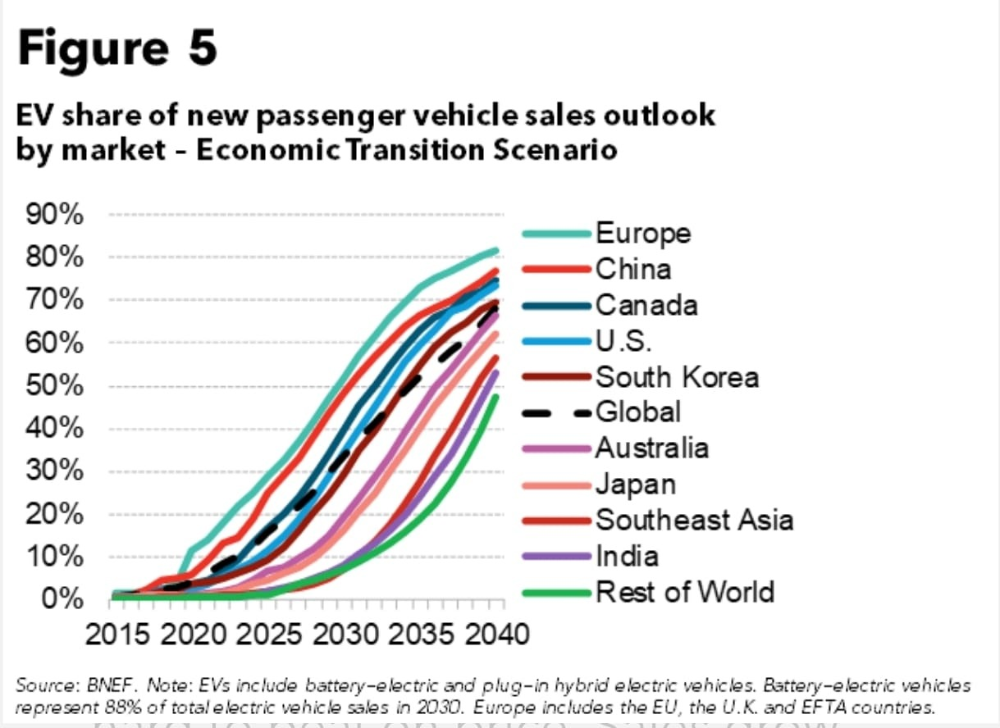 Figure 5
EV share of new passenger vehicle sales outlook
by market - Economic Transition Scenario
90%
80%
70%
60%
50%
40%
30%
20%
10%
0%
2015 2020 2025 2030 2035 2040
Europe
China
Canada
U.S.
South Korea
Global
Australia
Japan
Southeast Asia
India
Rest of World
Source: BNEF. Note: EVs include battery-electric and plug-in hybrid electric vehicles. Battery-electric vehicles
represent 88% of total electric vehicle sales in 2030. Europe includes the EU, the U.K. and EFTA countries.